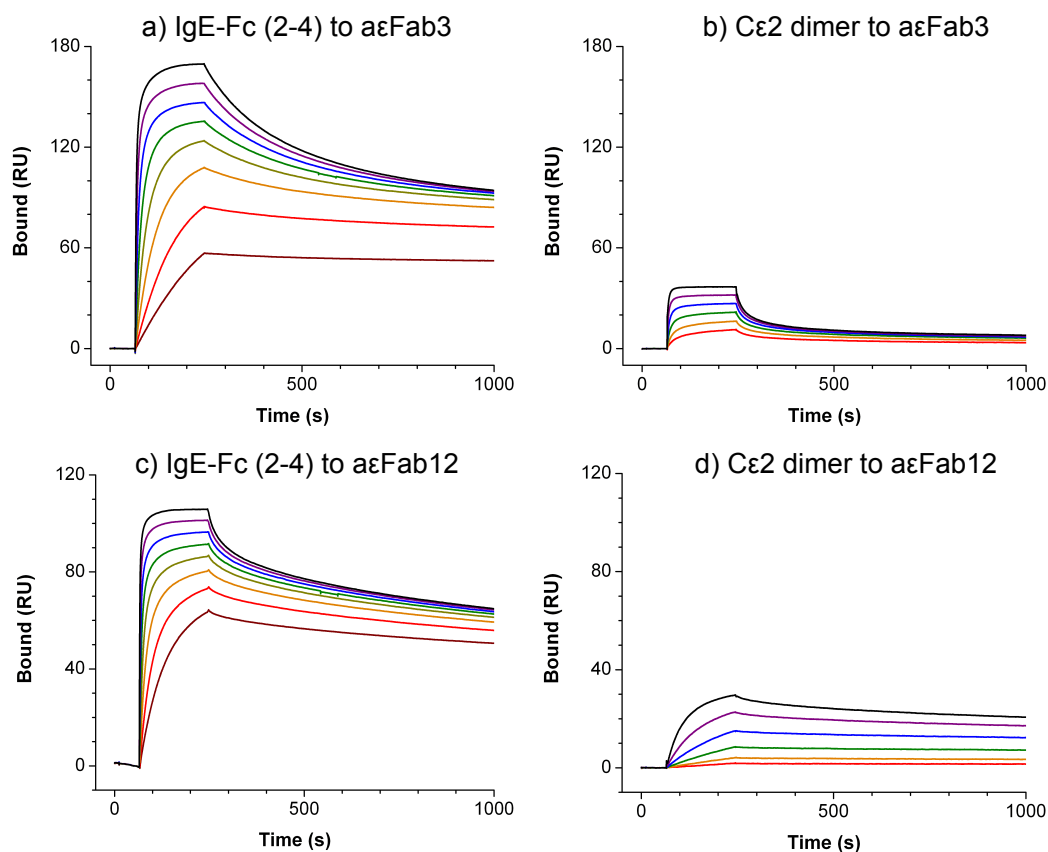 a) IgE-Fc (2-4) to aεFab3
180
120
60
0
Bound (RU)
0
500
1000
Time (s)
b) Cε2 dimer to aεFab3
180
120
60
0
Bound (RU)
0
500
1000
Time (s)
c) IgE-Fc (2-4) to aεFab12
120
80
40
0
Bound (RU)
0
500
1000
Time (s)
d) Cε2 dimer to aεFab12
120
80
40
0
Bound (RU)
0
500
1000
Time (s)